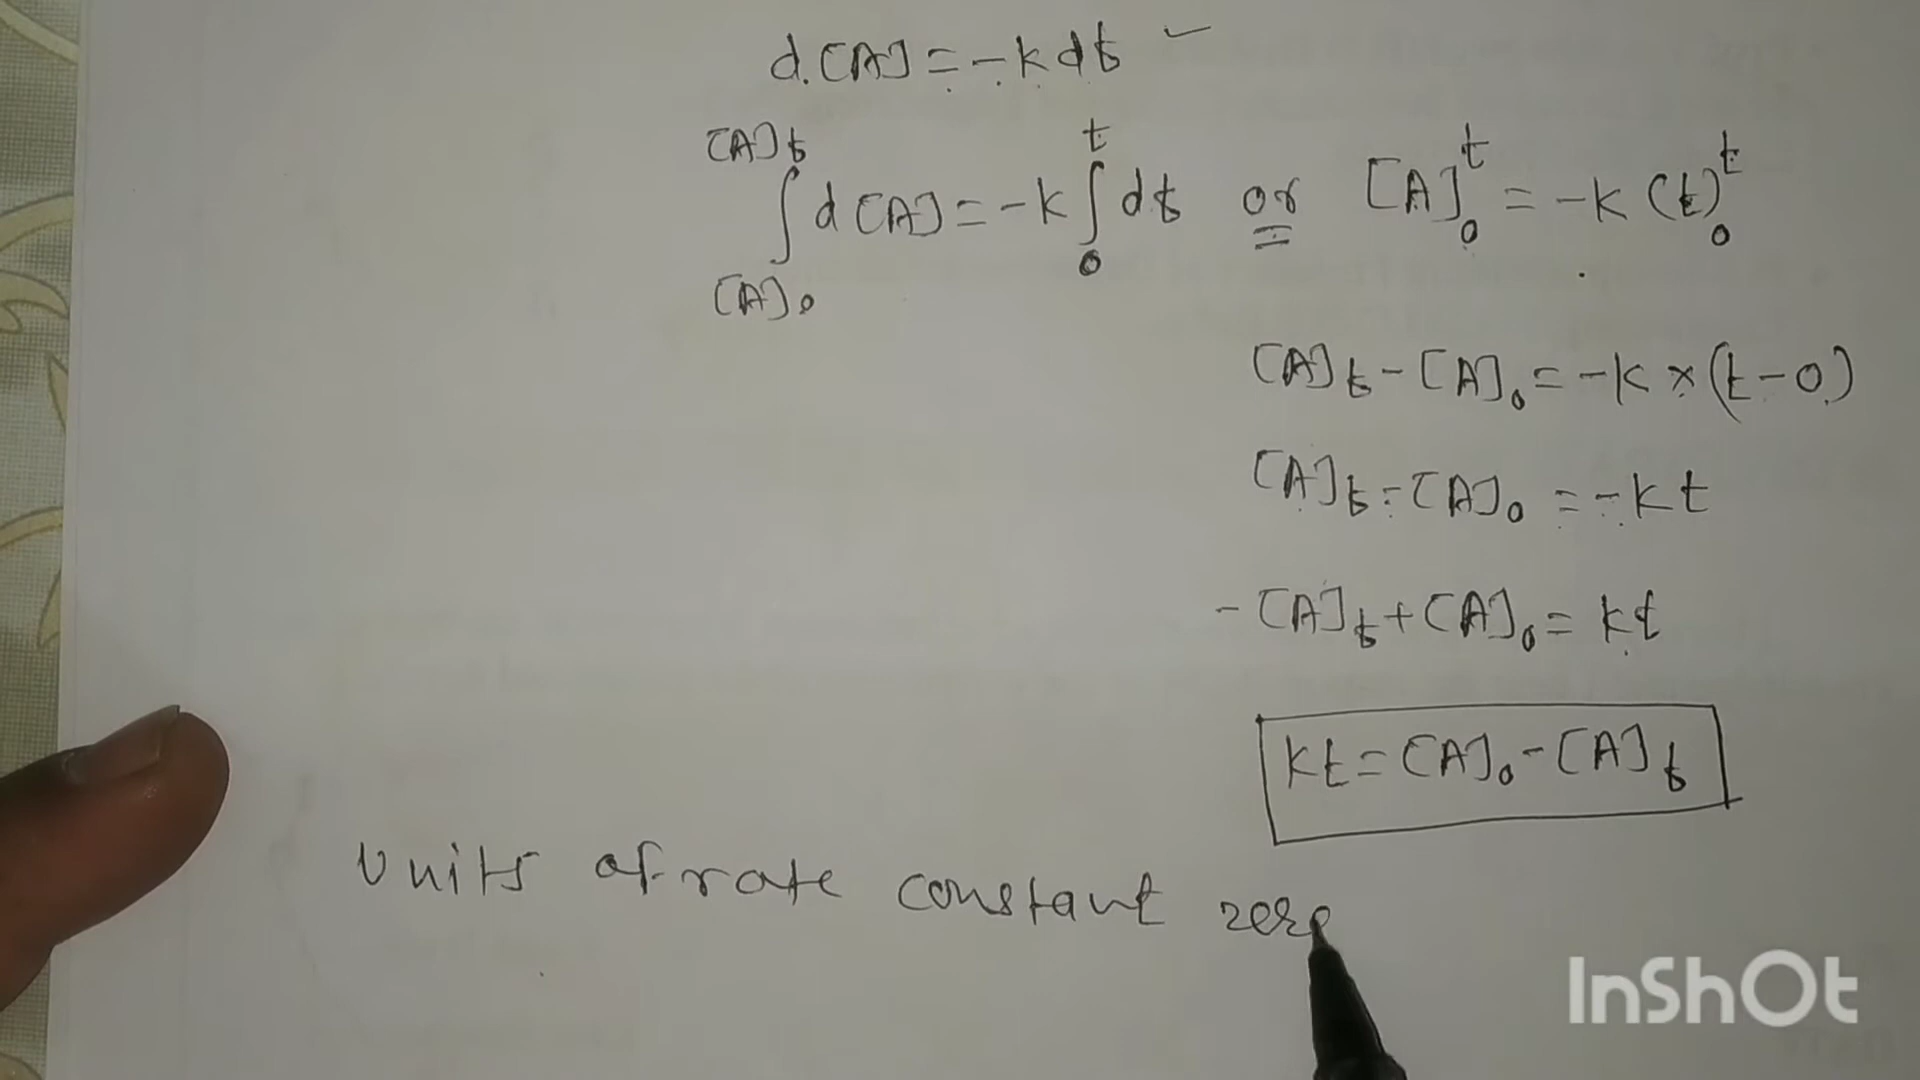 d.[A] = -k dt
∫_{[A]₀}^{[A]t} d[A] = -k ∫₀ᵗ dt or [A]₀ᵗ = -k (t)₀ᵗ
[A]t - [A]₀ = -k × (t - 0)
[A]t - [A]₀ = -kt
-[A]t + [A]₀ = kt
kt = [A]₀ - [A]t
Units of rate constant zero
InShOt